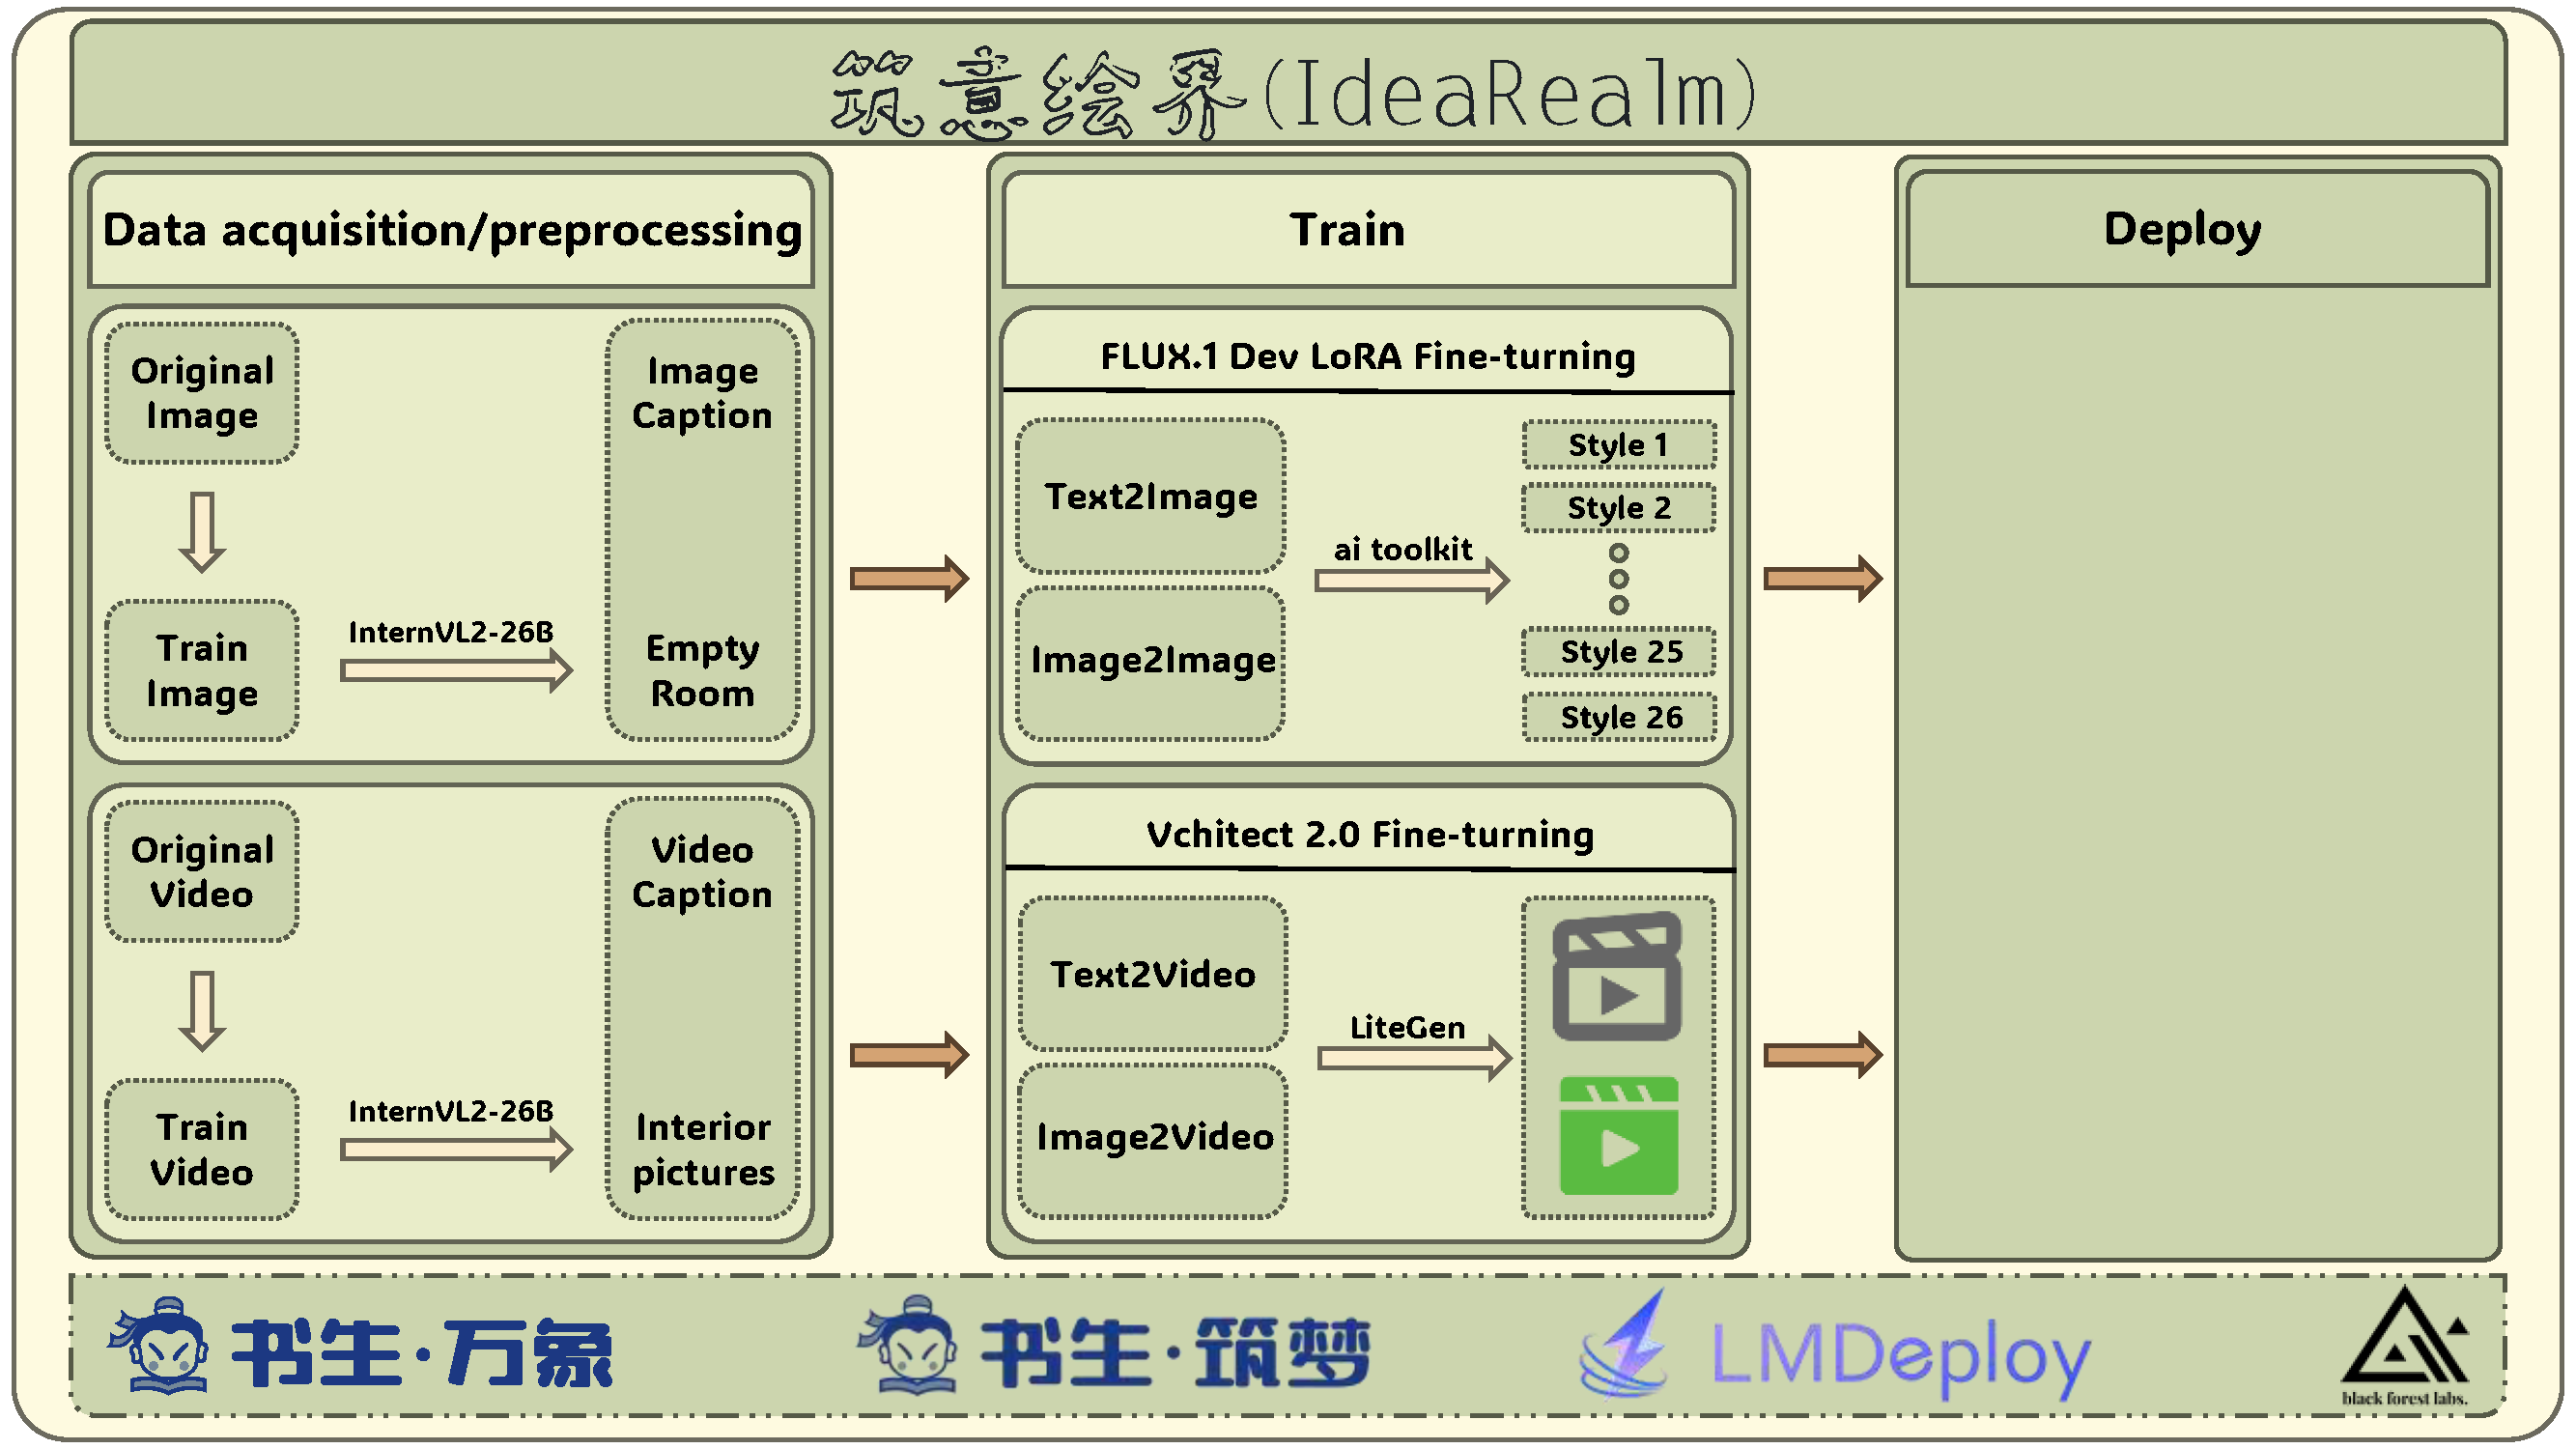 筑意绘界(IdeaRealm)
Data acquisition/preprocessing
Original
Image
Train
Image
InternVL2-26B
Image
Caption
Empty
Room
Original
Video
Train
Video
InternVL2-26B
Video
Caption
Interior
pictures
Train
FLUX.1 Dev LoRA Fine-turning
Text2Image
Image2Image
ai toolkit
Style 1
Style 2
Style 25
Style 26
Vchitect 2.0 Fine-turning
Text2Video
Image2Video
LiteGen
Deploy
书生·万象
书生·筑梦
LMDeploy
black forest labs.